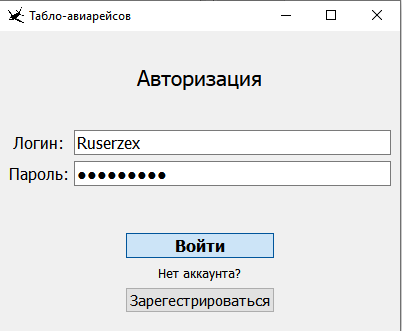 Табло-авиарейсов
Авторизация
Логин: Ruserzex
Пароль: ●●●●●●●●●
Войти
Нет аккаунта?
Зарегестрироваться